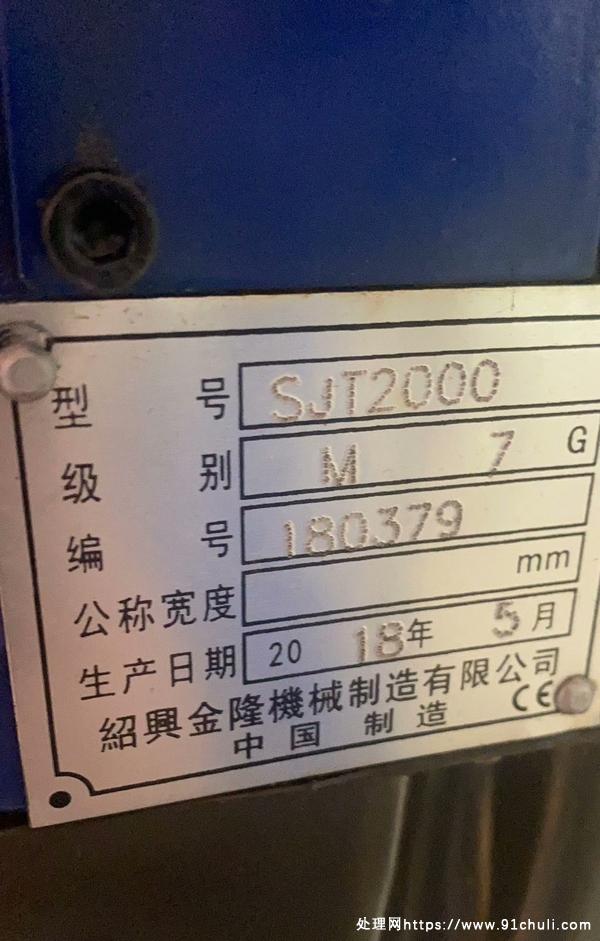 型 号 SJT2000
级 别 M 7 G
编 号 180379
公称宽度 mm
生产日期 2018年 5月
紹興金隆機械制造有限公司
中国 制造 CE
处理网https://www.91chuli.com